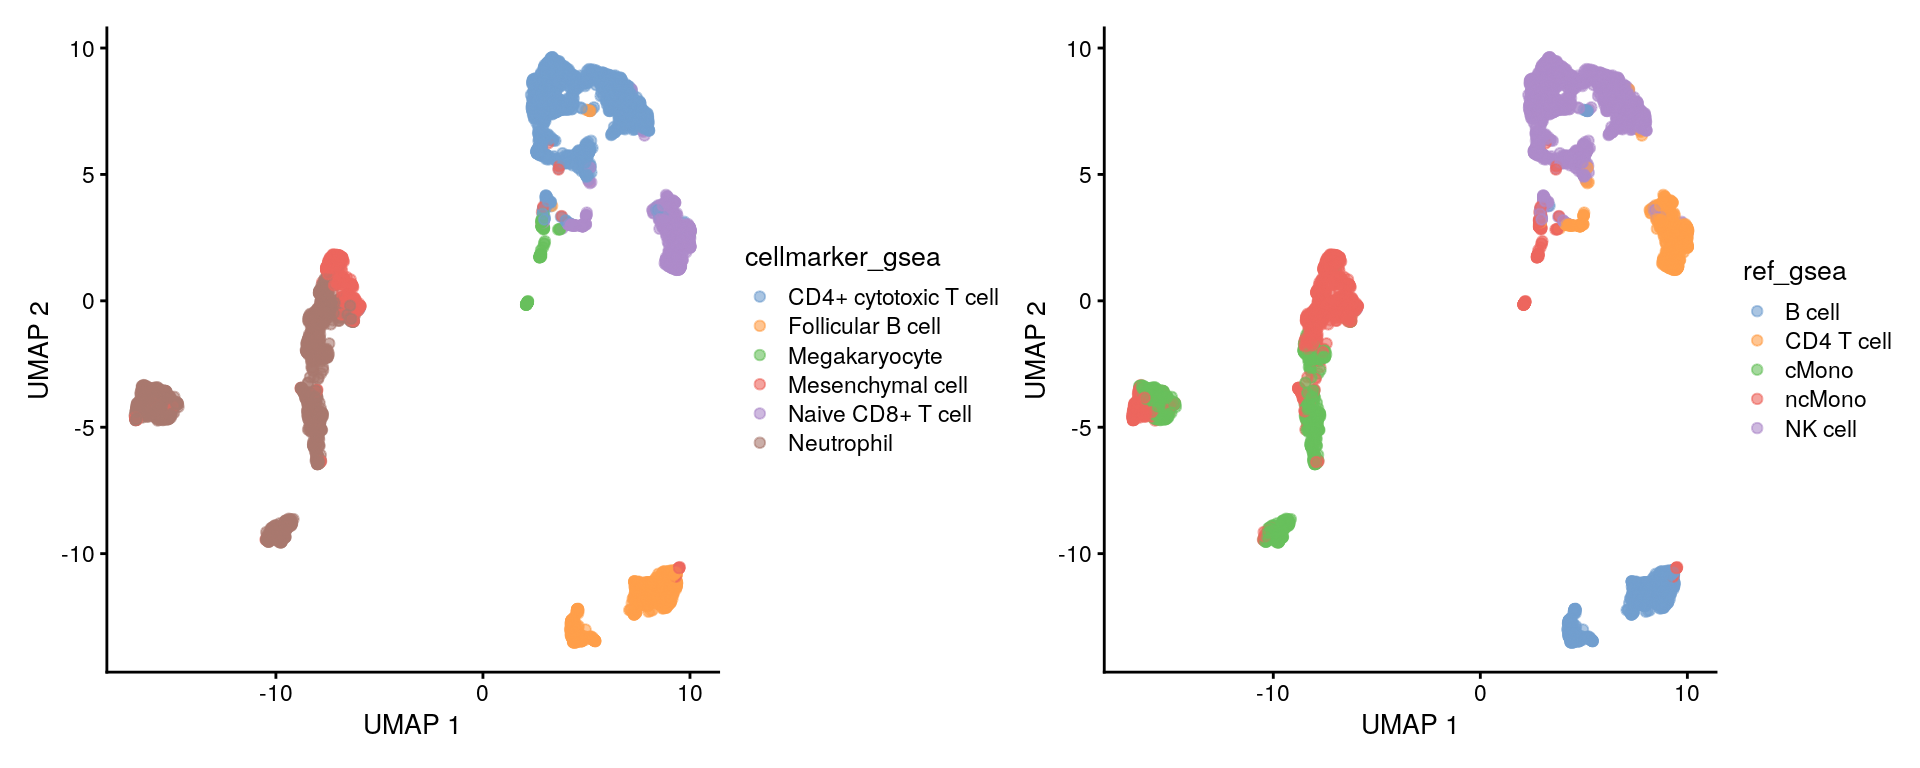 10
5
0
-5
-10
UMAP 2
-10
0
10
UMAP 1
cellmarker_gsea
CD4+ cytotoxic T cell
Follicular B cell
Megakaryocyte
Mesenchymal cell
Naive CD8+ T cell
Neutrophil
10
5
0
-5
-10
UMAP 2
-10
0
10
UMAP 1
ref_gsea
B cell
CD4 T cell
cMono
ncMono
NK cell